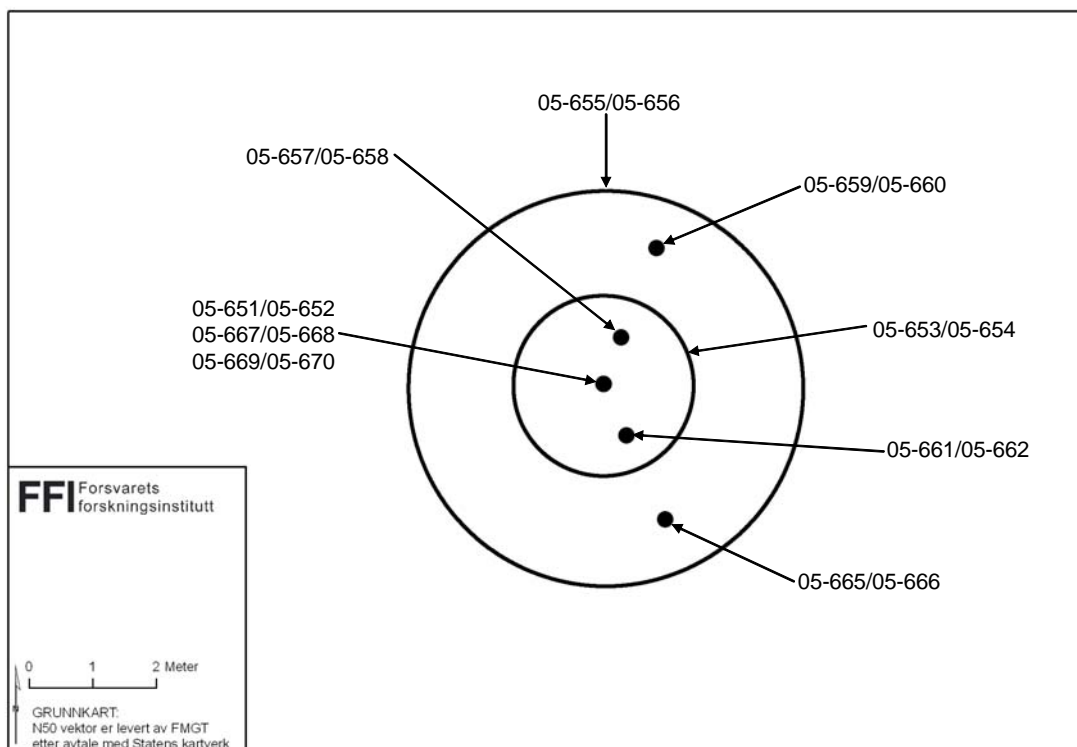 05-655/05-656
05-657/05-658
05-659/05-660
05-651/05-652
05-667/05-668
05-669/05-670
05-653/05-654
05-661/05-662
05-665/05-666
FFI Forsvarets
forskningsinstitutt
0 1 2 Meter
N
GRUNNKART:
N50 vektor er levert av FMGT
etter avtale med Statens kartverk